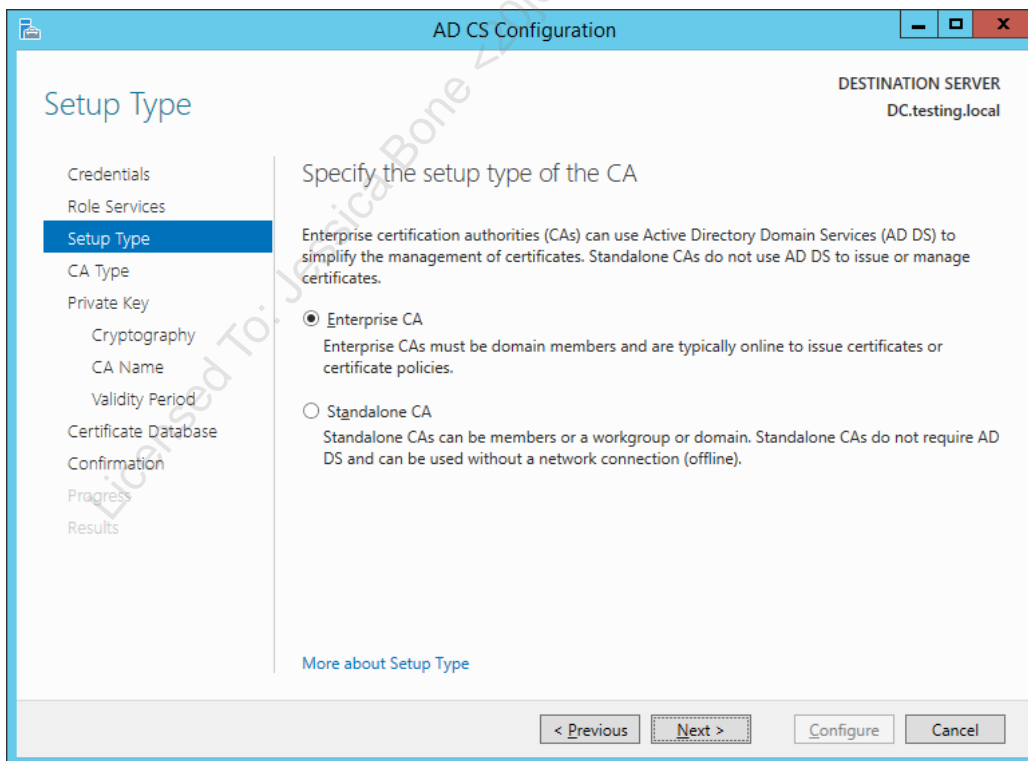 AD CS Configuration
Setup Type
DESTINATION SERVER
DC.testing.local
Credentials
Role Services
Setup Type
CA Type
Private Key
Cryptography
CA Name
Validity Period
Certificate Database
Confirmation
Progress
Results
Specify the setup type of the CA
Enterprise certification authorities (CAs) can use Active Directory Domain Services (AD DS) to
simplify the management of certificates. Standalone CAs do not use AD DS to issue or manage
certificates.
Enterprise CA
Enterprise CAs must be domain members and are typically online to issue certificates or
certificate policies.
Standalone CA
Standalone CAs can be members or a workgroup or domain. Standalone CAs do not require AD
DS and can be used without a network connection (offline).
More about Setup Type
< Previous
Next >
Configure
Cancel
Licensed To: Jessica Bone